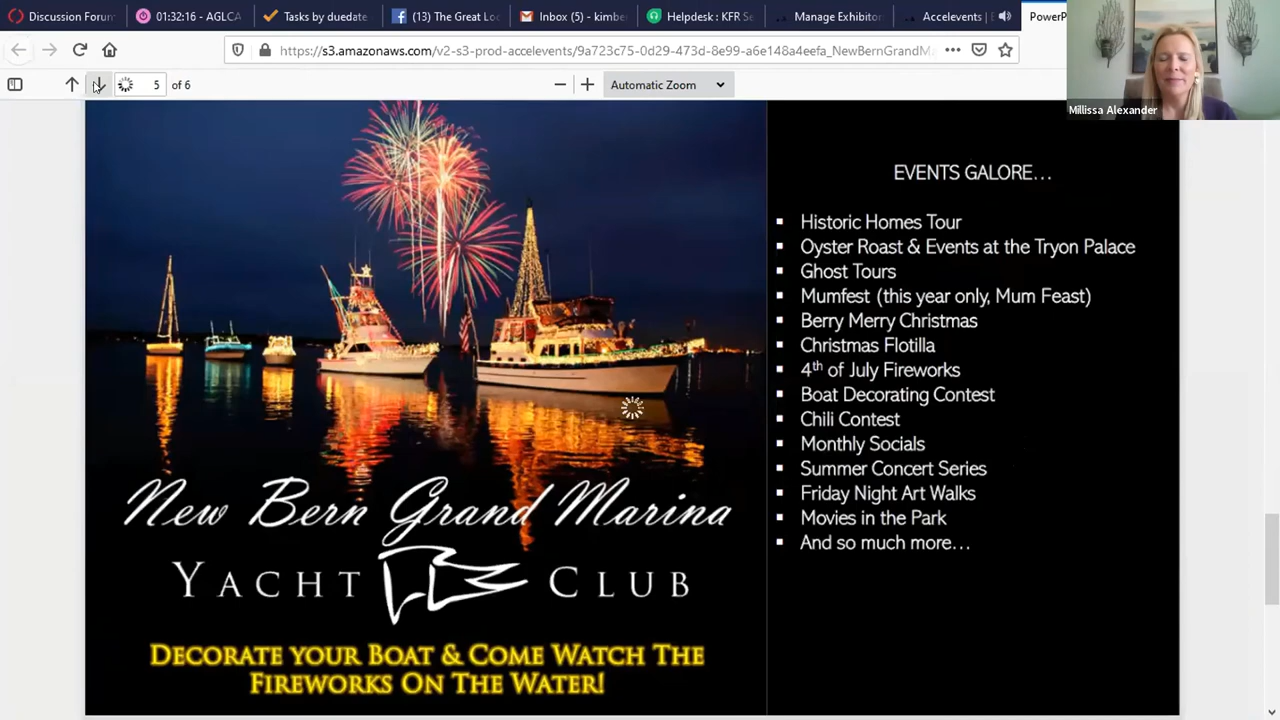 Discussion Forum
01:32:16 - AGLCA
Tasks by duedate
(13) The Great Loo
Inbox (5) - kimbe
Helpdesk : KFR Se
Manage Exhibitor
Accelevents | E
PowerP
https://s3.amazonaws.com/v2-s3-prod-accelevents/9a723c75-0d29-473d-8e99-a6e148a4eefa_NewBernGrandM
5 of 6
Automatic Zoom
Millissa Alexander
New Bern Grand Marina
YACHT CLUB
DECORATE YOUR BOAT & COME WATCH THE
FIREWORKS ON THE WATER!
EVENTS GALORE…
▪ Historic Homes Tour
▪ Oyster Roast & Events at the Tryon Palace
▪ Ghost Tours
▪ Mumfest (this year only, Mum Feast)
▪ Berry Merry Christmas
▪ Christmas Flotilla
▪ 4th of July Fireworks
▪ Boat Decorating Contest
▪ Chili Contest
▪ Monthly Socials
▪ Summer Concert Series
▪ Friday Night Art Walks
▪ Movies in the Park
▪ And so much more…